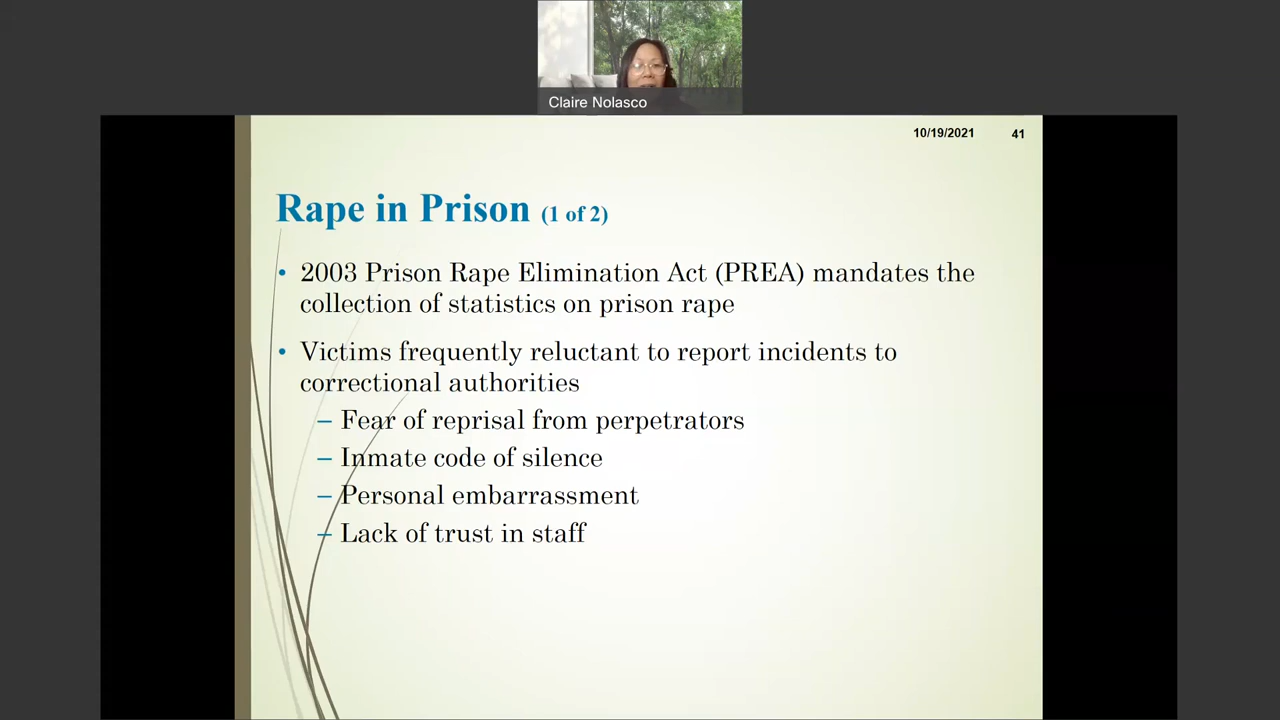 Claire Nolasco
10/19/2021 41
Rape in Prison (1 of 2)
• 2003 Prison Rape Elimination Act (PREA) mandates the
collection of statistics on prison rape
• Victims frequently reluctant to report incidents to
correctional authorities
– Fear of reprisal from perpetrators
– Inmate code of silence
– Personal embarrassment
– Lack of trust in staff